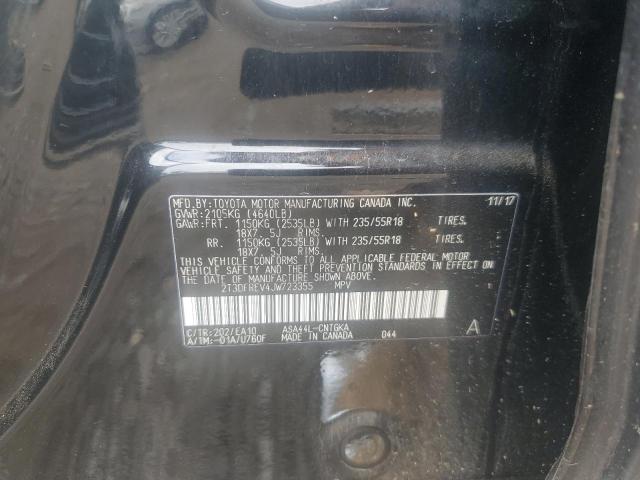 MFD.BY:TOYOTA MOTOR MANUFACTURING CANADA INC. 11/17
GVWR:2105KG (4640LB)
GAWR:FRT. 1150KG (2535LB) WITH 235/55R18 TIRES.
18X7. 5J RIMS.
RR. 1150KG (2535LB) WITH 235/55R18 TIRES.
18X7. 5J RIMS.
THIS VEHICLE CONFORMS TO ALL APPLICABLE FEDERAL MOTOR
VEHICLE SAFETY AND THEFT PREVENTION STANDARDS IN EFFECT ON
THE DATE OF MANUFACTURE SHOWN ABOVE.
2T3DFREV4JW723355 MPV
C/TR:202/EA10 ASA44L-CNTGKA A
A/TM:-01A/U760F MADE IN CANADA 044